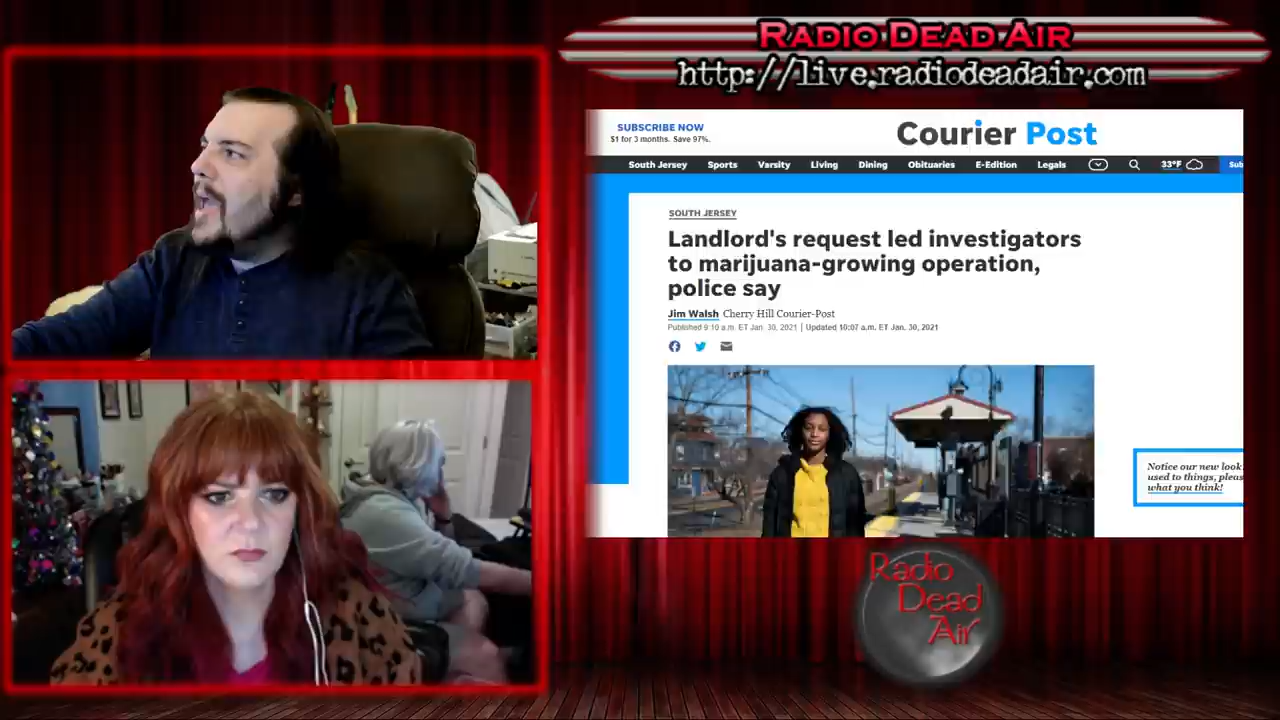 RADIO DEAD AIR
http://live.radiodeadair.com
SUBSCRIBE NOW
$1 for 3 months. Save 97%.
Courier Post
South Jersey Sports Varsity Living Dining Obituaries E-Edition Legals 33°F Sub
SOUTH JERSEY
Landlord's request led investigators
to marijuana-growing operation,
police say
Jim Walsh Cherry Hill Courier-Post
Published 9:10 a.m. ET Jan. 30, 2021 | Updated 10:07 a.m. ET Jan. 30, 2021
Notice our new look
used to things, pleas
what you think!
Radio
Dead
Air